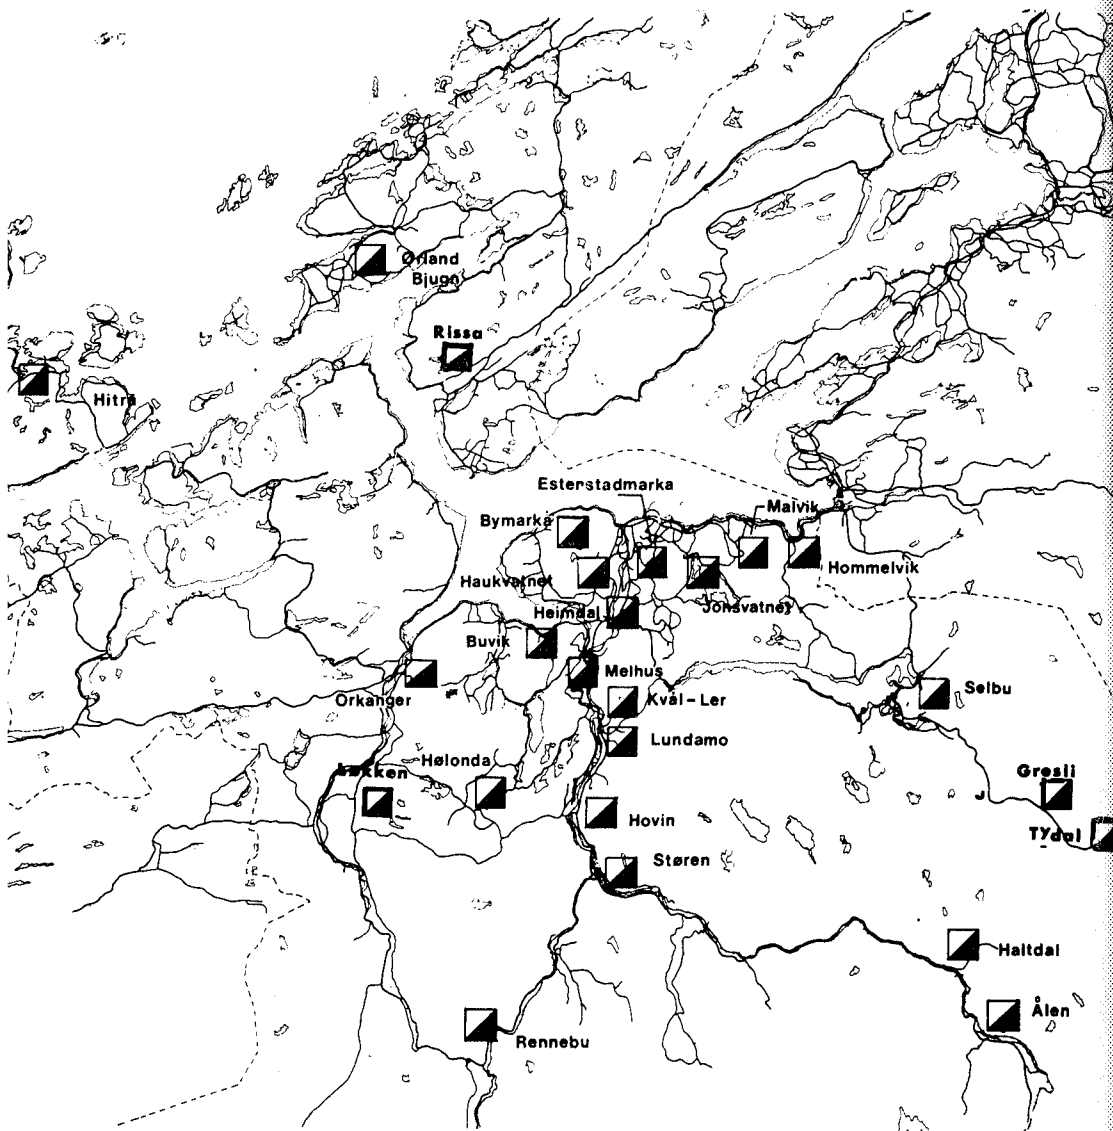 Ørland
Bjugn
Rissa
Hitra
Esterstadmarka
Malvik
Bymarka
Hommelvik
Haukvatnet
Jonsvatnet
Heimdal
Buvik
Melhus
Selbu
Orkanger
Kvål-Ler
Lundamo
Hølonda
Løkken
Gresli
Hovin
Tydal
Støren
Haltdal
Ålen
Rennebu